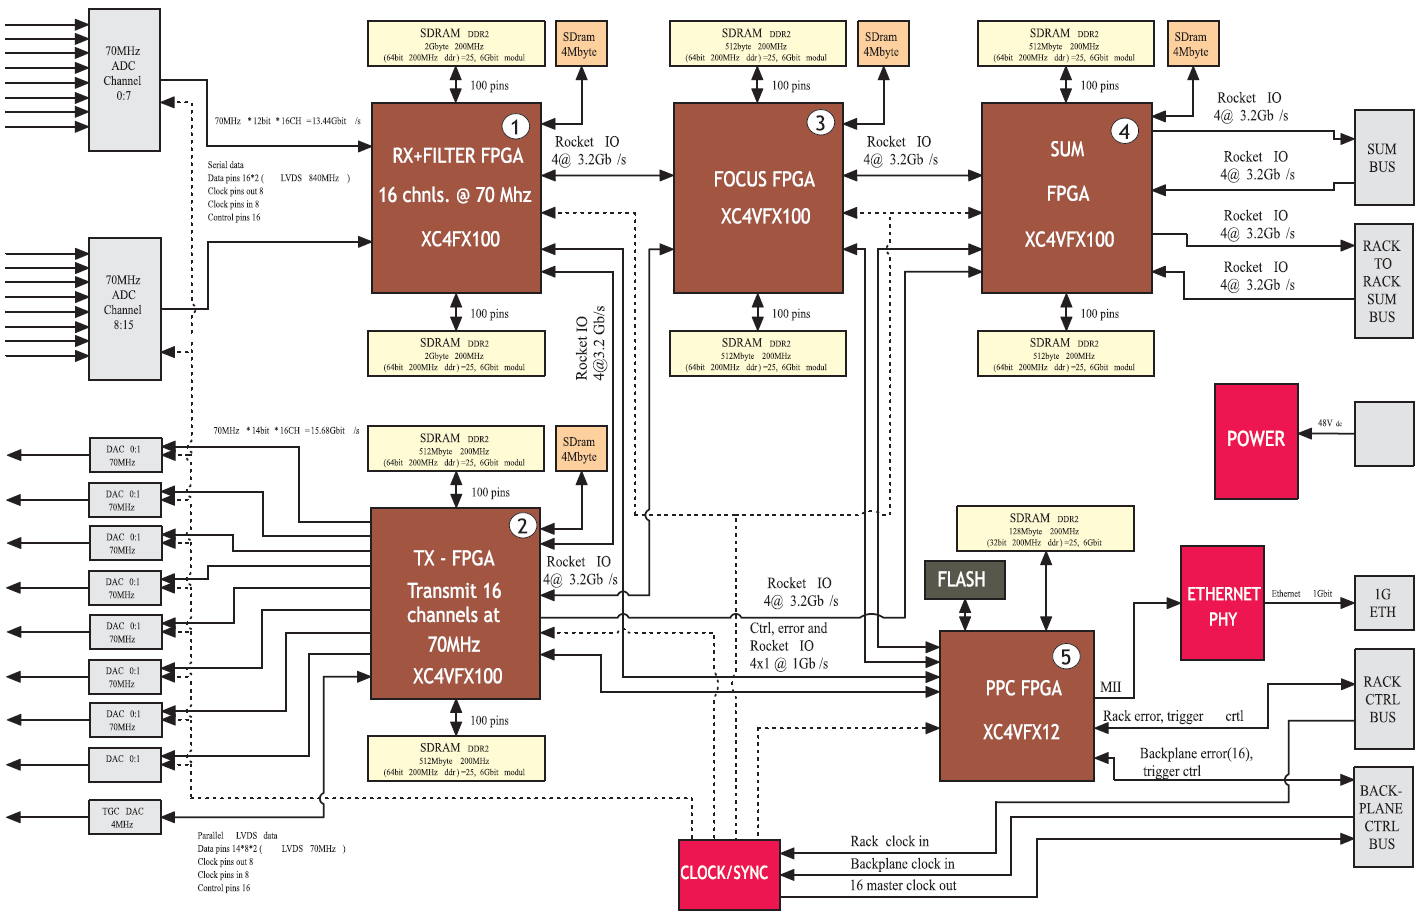 70MHz
ADC
Channel
0:7
SDRAM DDR2
2Gbyte 200MHz
(64bit 200MHz ddr)=25, 6Gbit modul
SDram
4Mbyte
100 pins
SDRAM DDR2
512byte 200MHz
(64bit 200MHz ddr)=25, 6Gbit modul
SDram
4Mbyte
100 pins
SDRAM DDR2
512Mbyte 200MHz
(64bit 200MHz ddr)=25, 6Gbit modul
SDram
4Mbyte
100 pins
70MHz *12bit *16CH =13.44Gbit /s
Serial data
Data pins 16*2 ( LVDS 840MHz )
Clock pins out 8
Clock pins in 8
Control pins 16
1
RX+FILTER FPGA
16 chnls. @ 70 Mhz
XC4FX100
Rocket IO
4@ 3.2Gb /s
3
FOCUS FPGA
XC4VFX100
Rocket IO
4@ 3.2Gb /s
4
SUM
FPGA
XC4VFX100
Rocket IO
4@ 3.2Gb /s
Rocket IO
4@ 3.2Gb /s
Rocket IO
4@ 3.2Gb /s
Rocket IO
4@ 3.2Gb /s
SUM
BUS
RACK
TO
RACK
SUM
BUS
70MHz
ADC
Channel
8:15
100 pins
SDRAM DDR2
2Gbyte 200MHz
(64bit 200MHz ddr)=25, 6Gbit modul
Rocket IO
4@3.2 Gb/s
100 pins
SDRAM DDR2
512Mbyte 200MHz
(64bit 200MHz ddr)=25, 6Gbit modul
100 pins
SDRAM DDR2
512byte 200MHz
(64bit 200MHz ddr)=25, 6Gbit modul
POWER
48V dc
70MHz *14bit *16CH =15.68Gbit /s
DAC 0:1
70MHz
DAC 0:1
70MHz
DAC 0:1
70MHz
DAC 0:1
70MHz
DAC 0:1
70MHz
DAC 0:1
70MHz
DAC 0:1
70MHz
DAC 0:1
TGC DAC
4MHz
SDRAM DDR2
512Mbyte 200MHz
(64bit 200MHz ddr)=25, 6Gbit modul
SDram
4Mbyte
100 pins
2
TX - FPGA
Transmit 16
channels at
70MHz
XC4VFX100
Rocket IO
4@ 3.2Gb /s
100 pins
SDRAM DDR2
512Mbyte 200MHz
(64bit 200MHz ddr)=25, 6Gbit modul
Parallel LVDS data
Data pins 14*8*2 ( LVDS 70MHz )
Clock pins out 8
Clock pins in 8
Control pins 16
Rocket IO
4@ 3.2Gb /s
Ctrl, error and
Rocket IO
4x1 @ 1Gb /s
SDRAM DDR2
128Mbyte 200MHz
(32bit 200MHz ddr)=25, 6Gbit
FLASH
5
PPC FPGA
XC4VFX12
MII
ETHERNET
PHY
Ethernet 1Gbit
1G
ETH
Rack error, trigger crtl
RACK
CTRL
BUS
Backplane error(16),
trigger ctrl
BACK-
PLANE
CTRL
BUS
CLOCK/SYNC
Rack clock in
Backplane clock in
16 master clock out